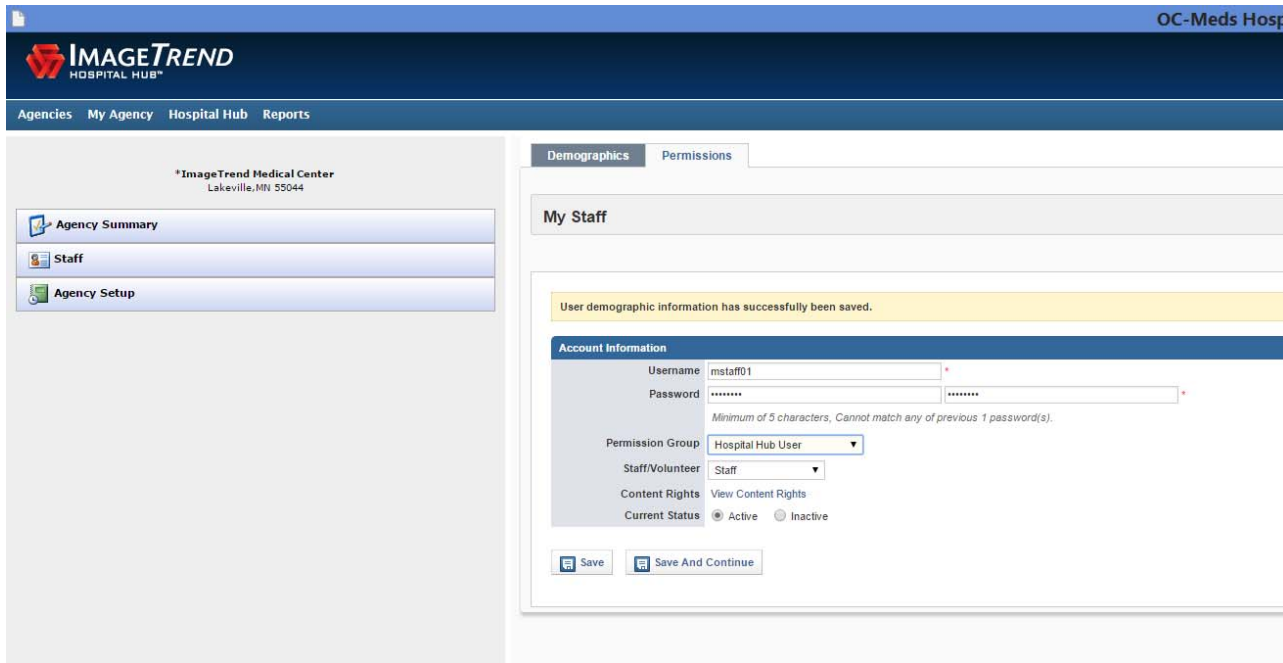 OC-Meds Hosp
IMAGETREND
HOSPITAL HUB™
Agencies My Agency Hospital Hub Reports
*ImageTrend Medical Center
Lakeville,MN 55044
Agency Summary
Staff
Agency Setup
Demographics Permissions
My Staff
User demographic information has successfully been saved.
Account Information
Username mstaff01 *
Password •••••••• •••••••• *
Minimum of 5 characters, Cannot match any of previous 1 password(s).
Permission Group Hospital Hub User
Staff/Volunteer Staff
Content Rights View Content Rights
Current Status Active Inactive
Save Save And Continue